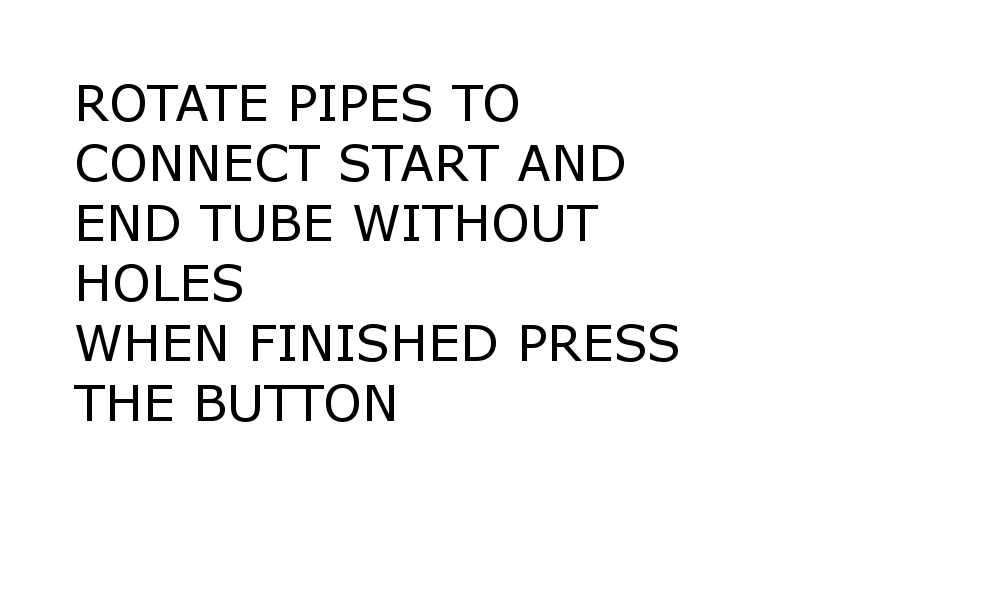 ROTATE PIPES TO
CONNECT START AND
END TUBE WITHOUT
HOLES
WHEN FINISHED PRESS
THE BUTTON